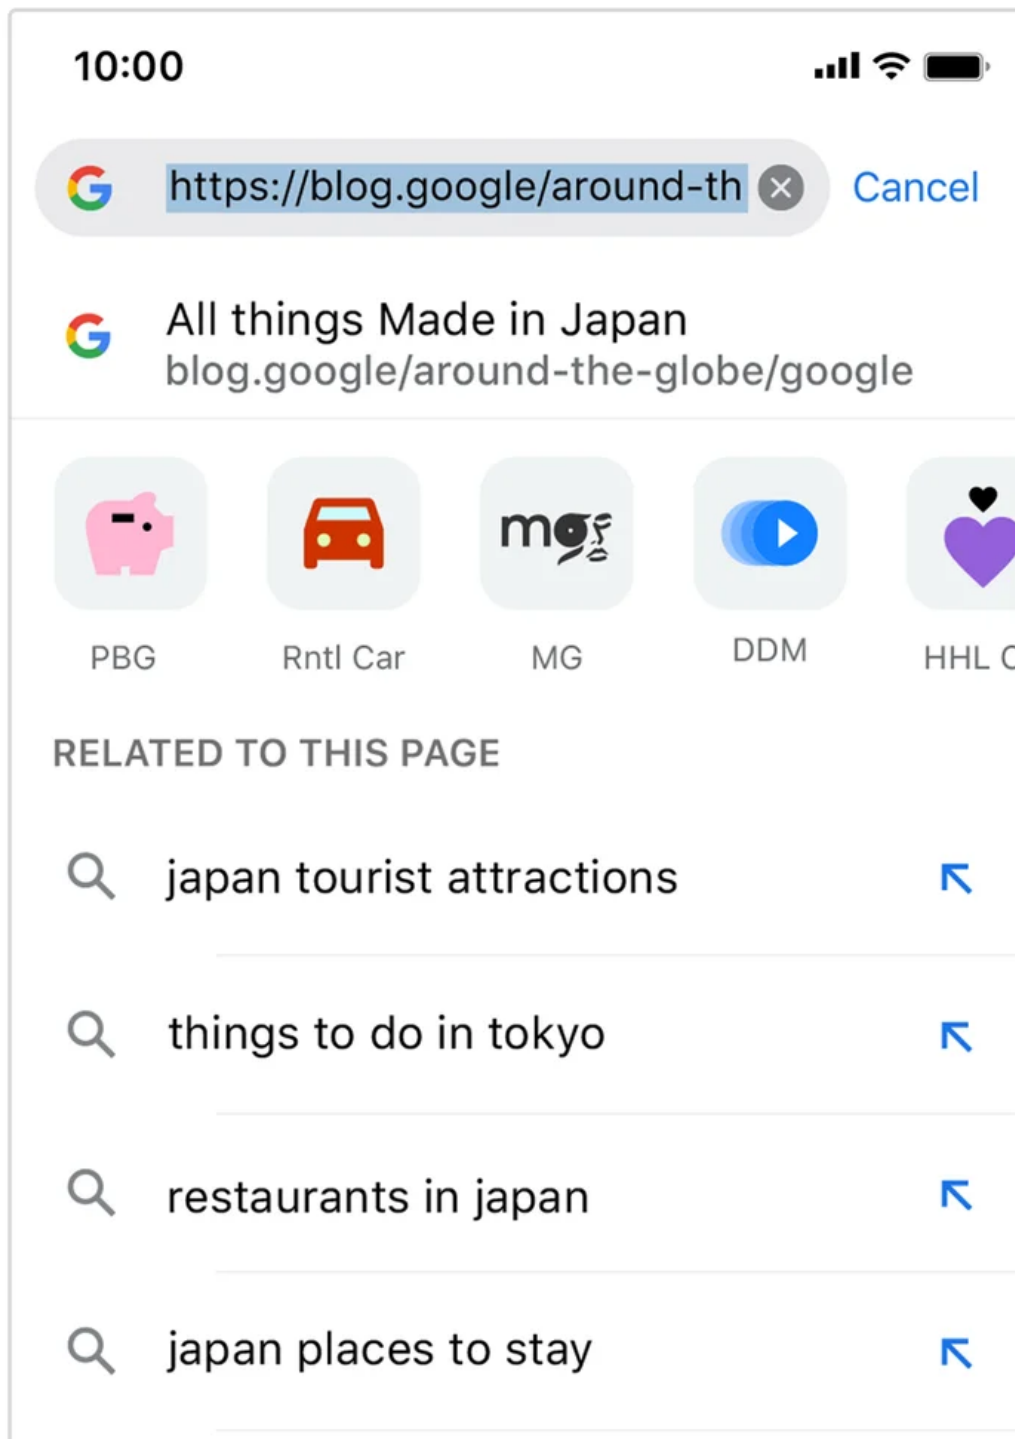 10:00
https://blog.google/around-th
Cancel
All things Made in Japan
blog.google/around-the-globe/google
mg
PBG
Rntl Car
MG
DDM
HHL C
RELATED TO THIS PAGE
japan tourist attractions
things to do in tokyo
restaurants in japan
japan places to stay